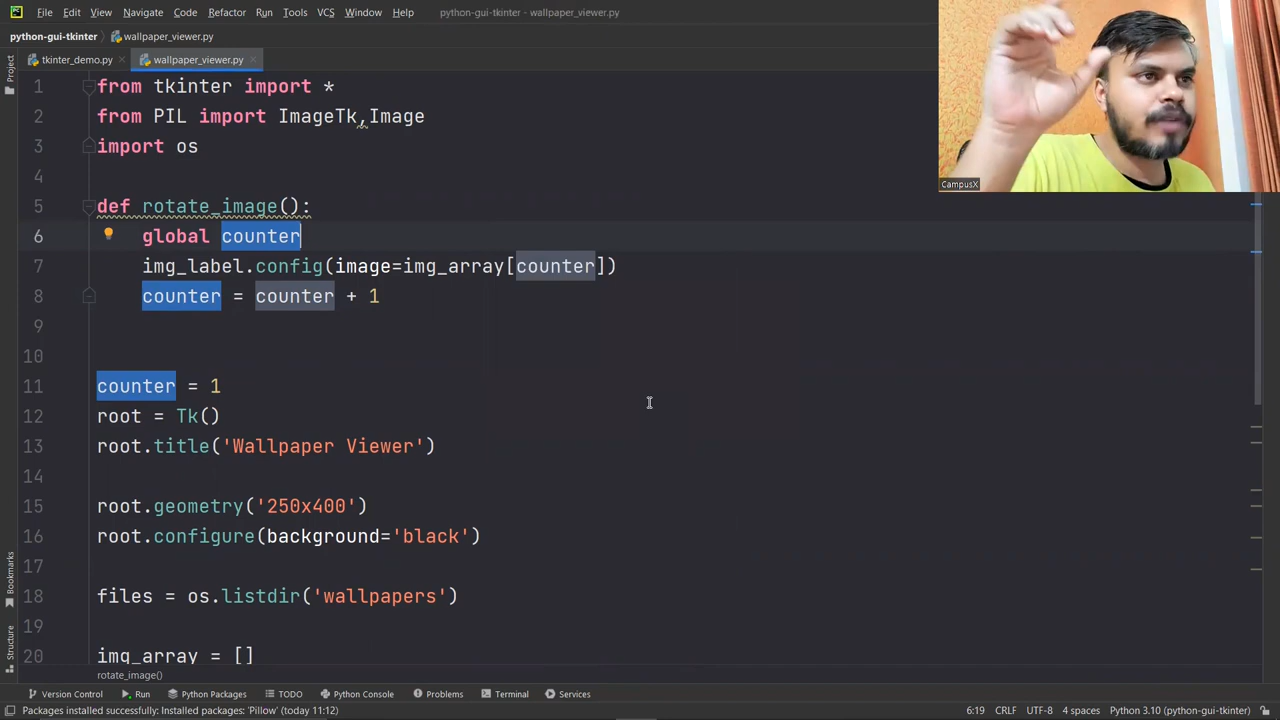 PC File Edit View Navigate Code Refactor Run Tools VCS Window Help python-gui-tkinter - wallpaper_viewer.py
python-gui-tkinter wallpaper_viewer.py
Project tkinter_demo.py wallpaper_viewer.py
1 from tkinter import *
2 from PIL import ImageTk,Image
3 import os
4
CampusX
5 def rotate_image():
6 global counter
7 img_label.config(image=img_array[counter])
8 counter = counter + 1
9
10
11 counter = 1
12 root = Tk()
13 root.title('Wallpaper Viewer')
14
15 root.geometry('250x400')
16 root.configure(background='black')
17
18 files = os.listdir('wallpapers')
19
20 img_array = []
Bookmarks
Structure
rotate_image()
Version Control Run Python Packages TODO Python Console Problems Terminal Services
Packages installed successfully: Installed packages: 'Pillow' (today 11:12) 6:19 CRLF UTF-8 4 spaces Python 3.10 (python-gui-tkinter)